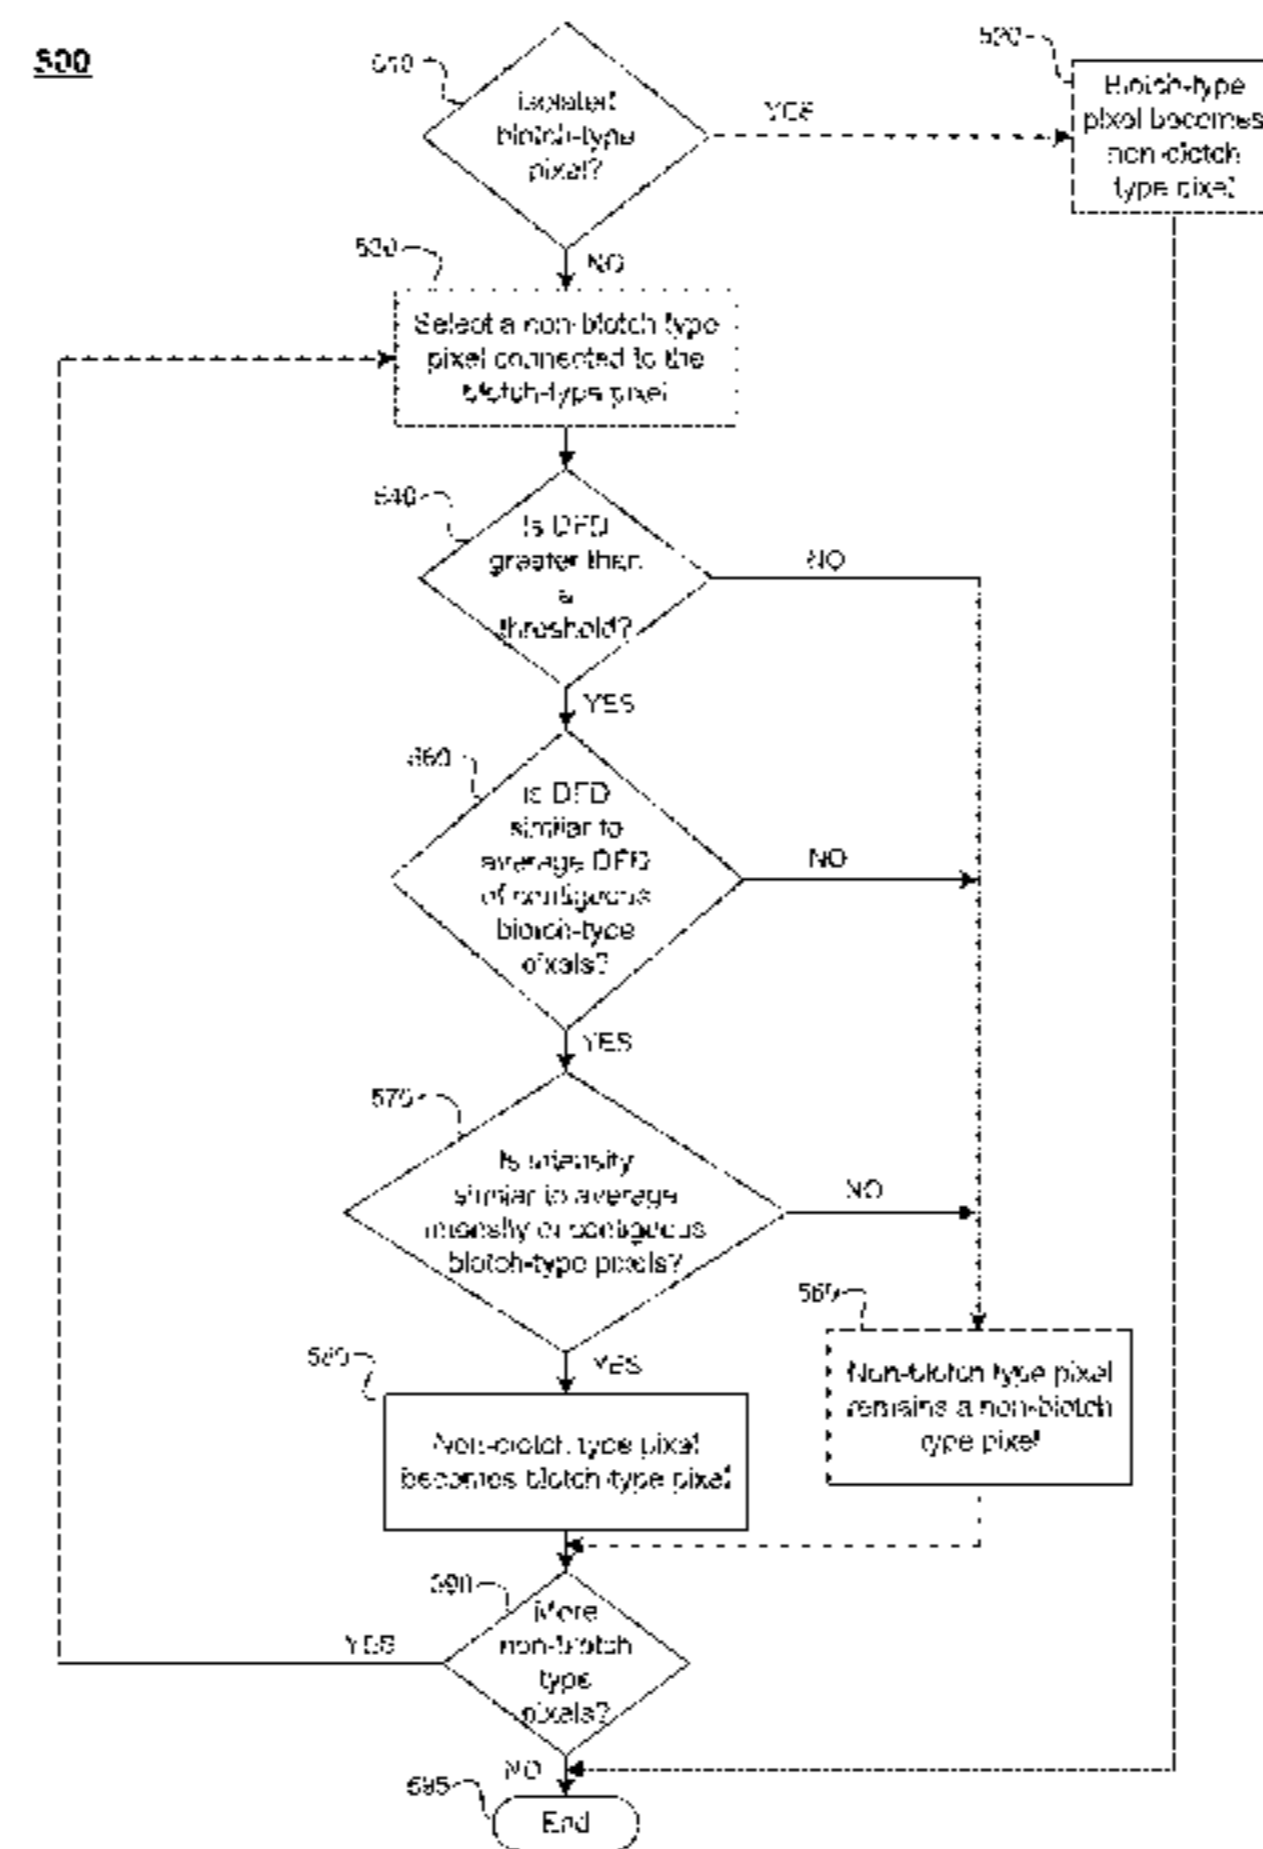 500
510
Isolated
blotch-type
pixel?
YES
520
Blotch-type
pixel becomes
non-blotch
type pixel
NO
530
Select a non-blotch type
pixel connected to the
blotch-type pixel
540
Is DFD
greater than
a
threshold?
NO
YES
560
Is DFD
similar to
average DFD
of contiguous
blotch-type
pixels?
NO
YES
570
Is intensity
similar to average
intensity of contiguous
blotch-type pixels?
NO
YES
565
Non-blotch type pixel
remains a non-blotch
type pixel
580
Non-blotch type pixel
becomes blotch-type pixel
590
More
non-blotch
type
pixels?
YES
NO
595
End